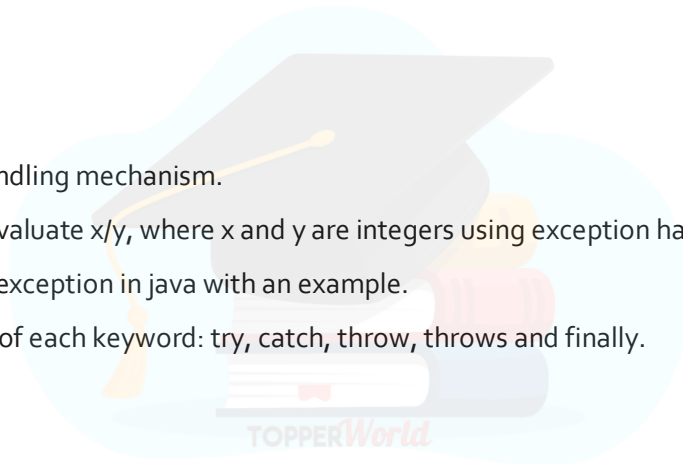 ndling mechanism.
valuate x/y, where x and y are integers using exception ha
exception in java with an example.
of each keyword: try, catch, throw, throws and finally.
TOPPERWorld